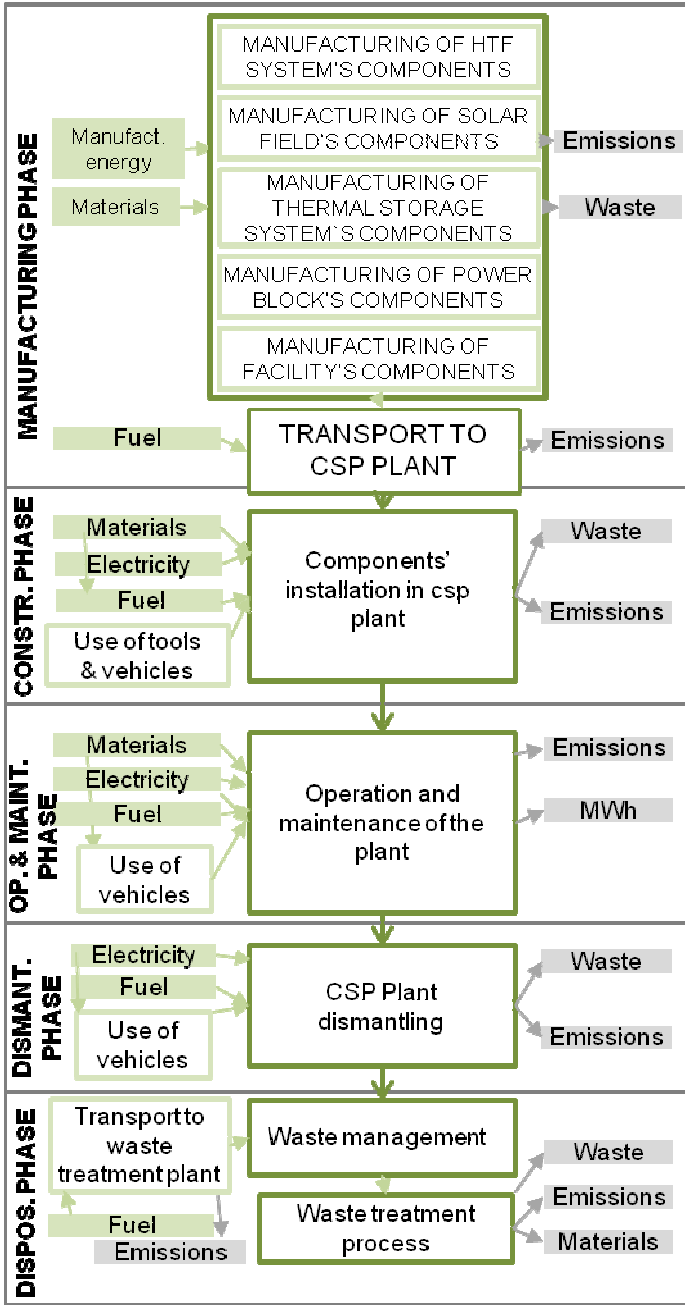 MANUFACTURING PHASE
MANUFACTURING OF HTF
SYSTEM'S COMPONENTS
MANUFACTURING OF SOLAR
FIELD'S COMPONENTS
MANUFACTURING OF
THERMAL STORAGE
SYSTEM`S COMPONENTS
MANUFACTURING OF POWER
BLOCK'S COMPONENTS
MANUFACTURING OF
FACILITY'S COMPONENTS
Manufact.
energy
Materials
Emissions
Waste
Fuel
TRANSPORT TO
CSP PLANT
Emissions
CONSTR. PHASE
Materials
Electricity
Fuel
Use of tools
& vehicles
Components'
installation in csp
plant
Waste
Emissions
OP. & MAINT.
PHASE
Materials
Electricity
Fuel
Use of
vehicles
Operation and
maintenance of the
plant
Emissions
MWh
DISMANT.
PHASE
Electricity
Fuel
Use of
vehicles
CSP Plant
dismantling
Waste
Emissions
DISPOS. PHASE
Transport to
waste
treatment plant
Fuel
Emissions
Waste management
Waste treatment
process
Waste
Emissions
Materials